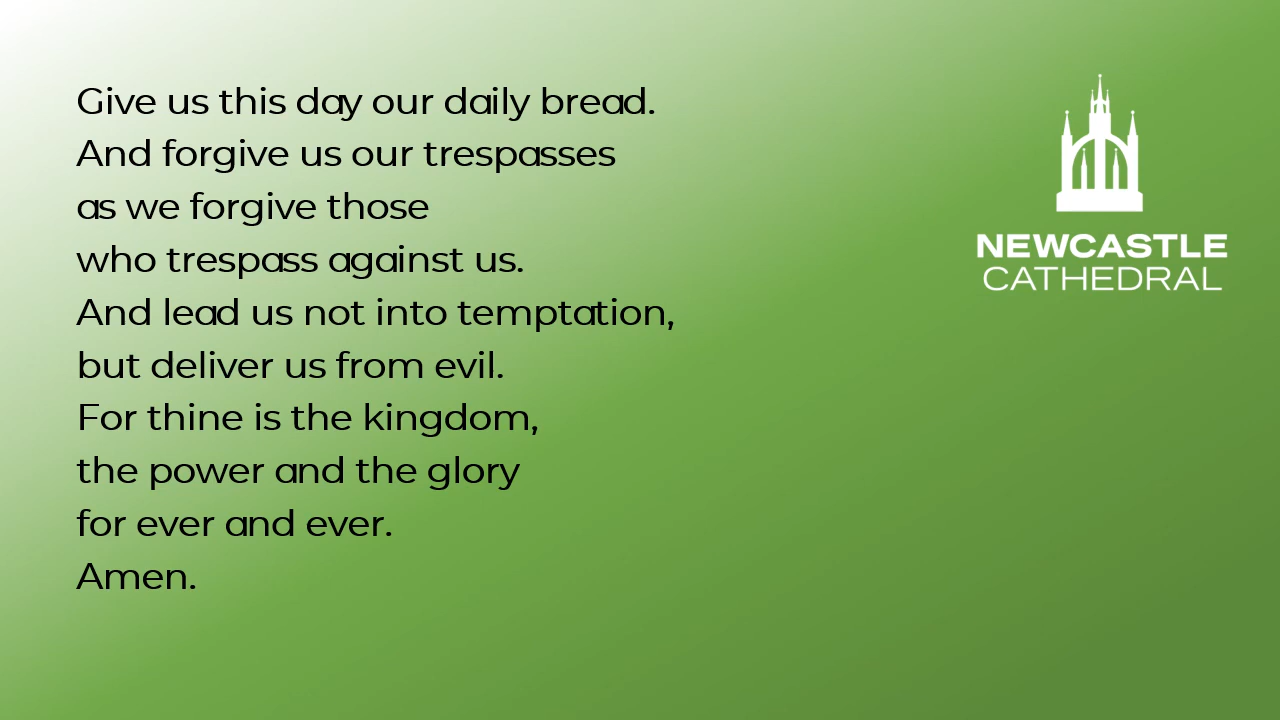 Give us this day our daily bread.
And forgive us our trespasses
as we forgive those
who trespass against us.
And lead us not into temptation,
but deliver us from evil.
For thine is the kingdom,
the power and the glory
for ever and ever.
Amen.
NEWCASTLE
CATHEDRAL